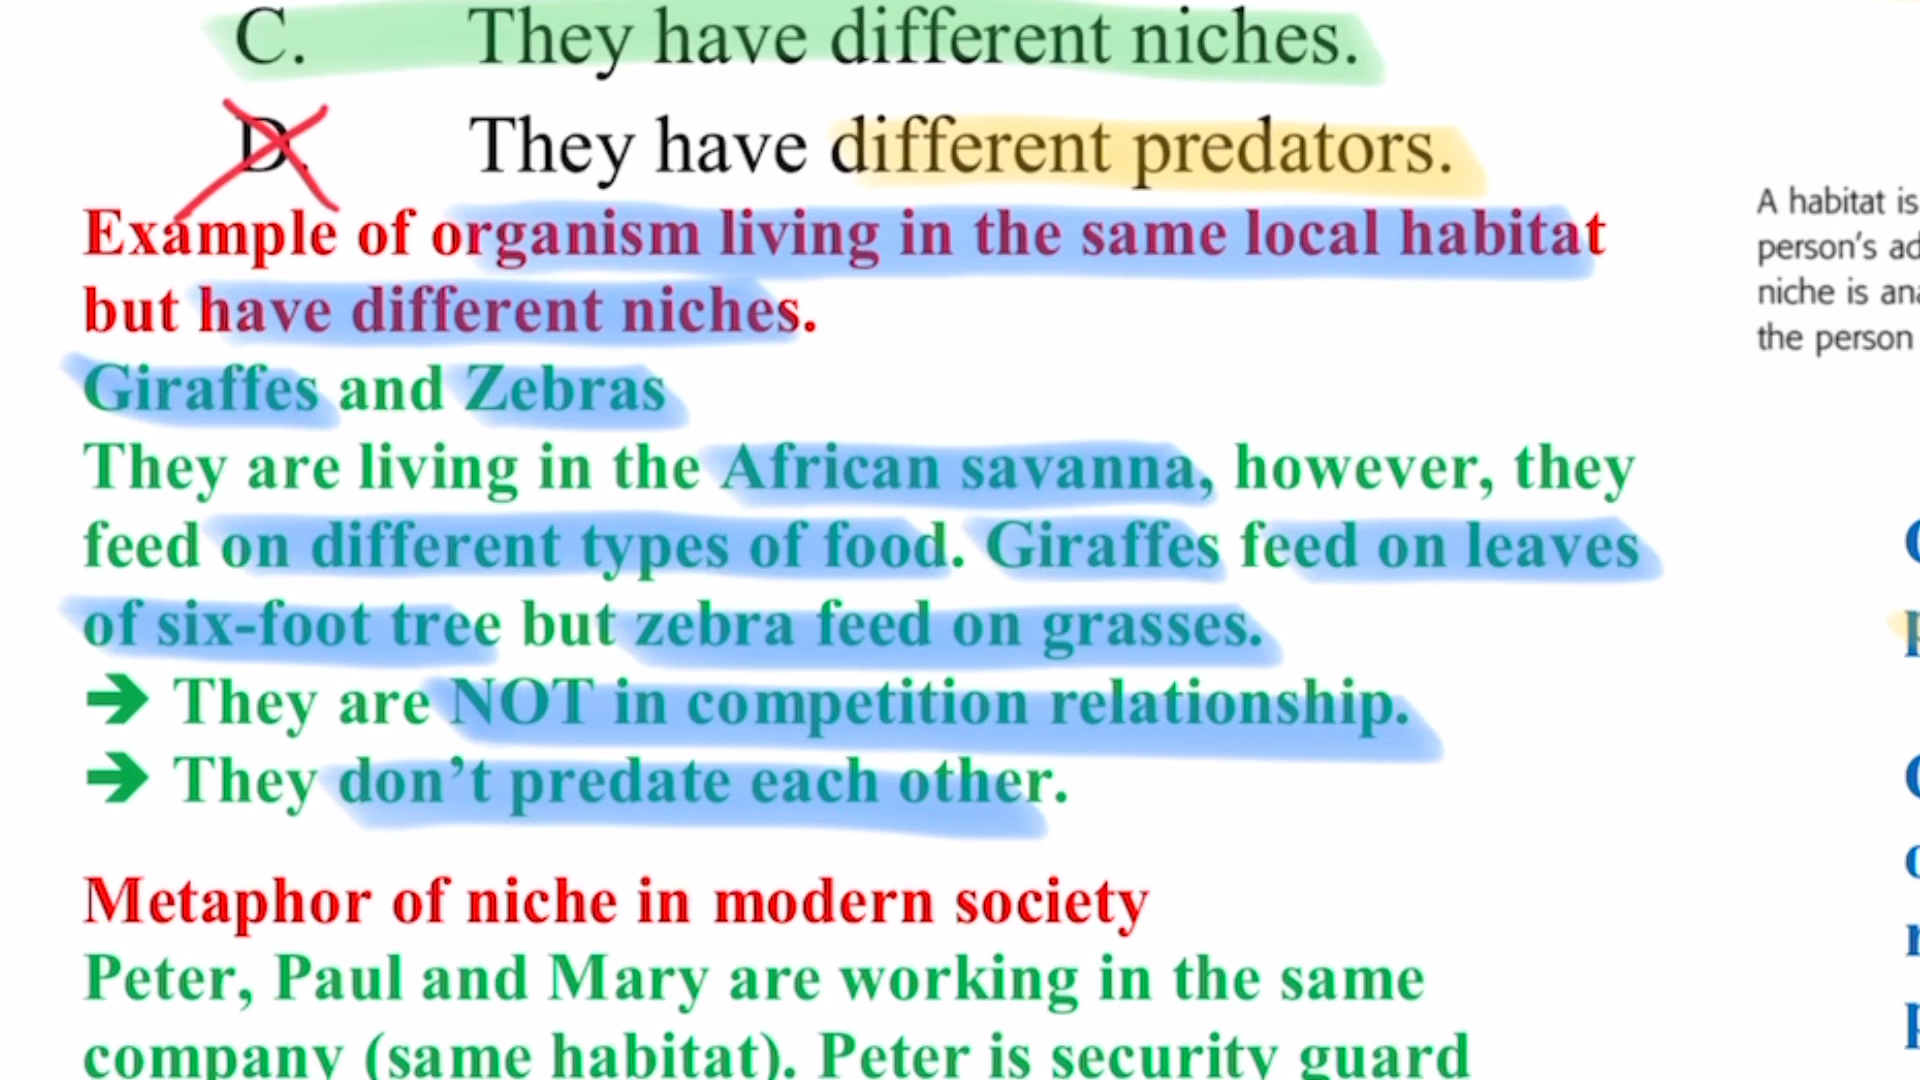 C. They have different niches.
D. They have different predators.
Example of organism living in the same local habitat
but have different niches.
Giraffes and Zebras
They are living in the African savanna, however, they
feed on different types of food. Giraffes feed on leaves
of six-foot tree but zebra feed on grasses.
➔ They are NOT in competition relationship.
➔ They don’t predate each other.
Metaphor of niche in modern society
Peter, Paul and Mary are working in the same
company (same habitat). Peter is security guard
A habitat is
person’s
niche is
the person